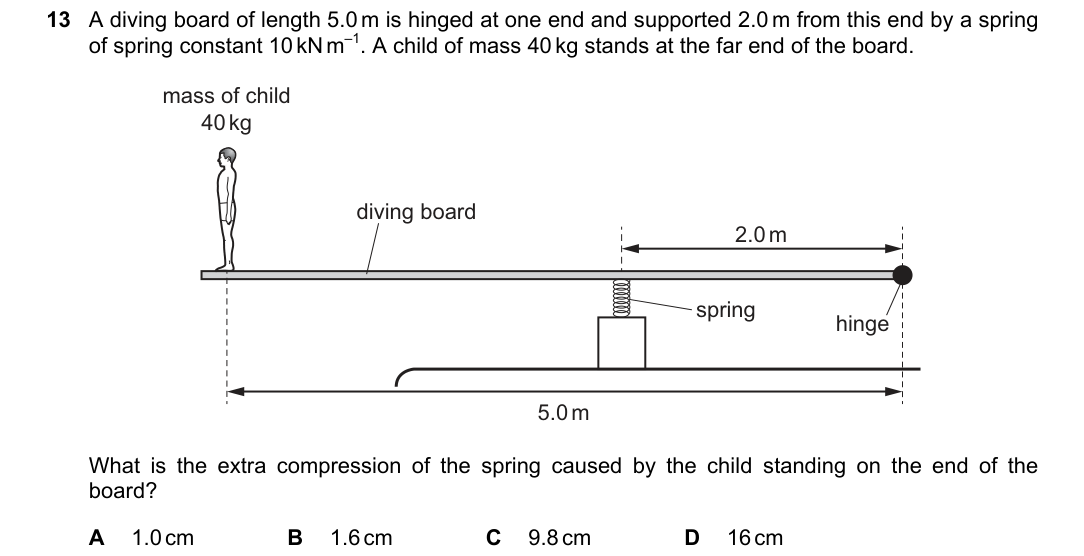 13 A diving board of length 5.0 m is hinged at one end and supported 2.0 m from this end by a spring
of spring constant 10 kN m⁻¹. A child of mass 40 kg stands at the far end of the board.
mass of child
40 kg
diving board
2.0 m
spring
hinge
5.0 m
What is the extra compression of the spring caused by the child standing on the end of the
board?
A 1.0 cm B 1.6 cm C 9.8 cm D 16 cm